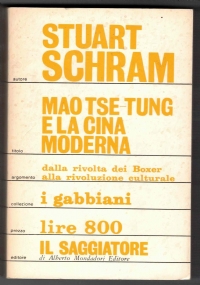 STUART
SCHRAM
autore
MAO TSE-TUNG
E LA CINA
MODERNA
titolo
dalla rivolta dei Boxer
argomento alla rivoluzione culturale
collezione i gabbiani
prezzo lire 800
IL SAGGIATORE
editore di Alberto Mondadori Editore